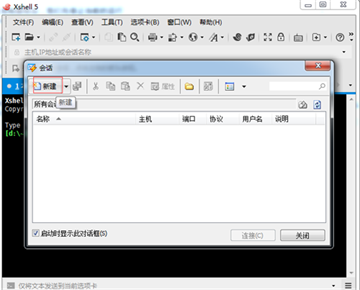 Xshell 5
文件(F) 编辑(E) 查看(V) 工具(T) 选项卡(B) 窗口(W) 帮助(H)
主机,IP地址或会话名称
会话
新建 属性
新建
所有会
名称 主机 端口 协议 用户名 说明
Xshel
Copyr
Type
[d:\
启动时显示此对话框(S) 连接(C) 关闭
仅将文本发送到当前选项卡